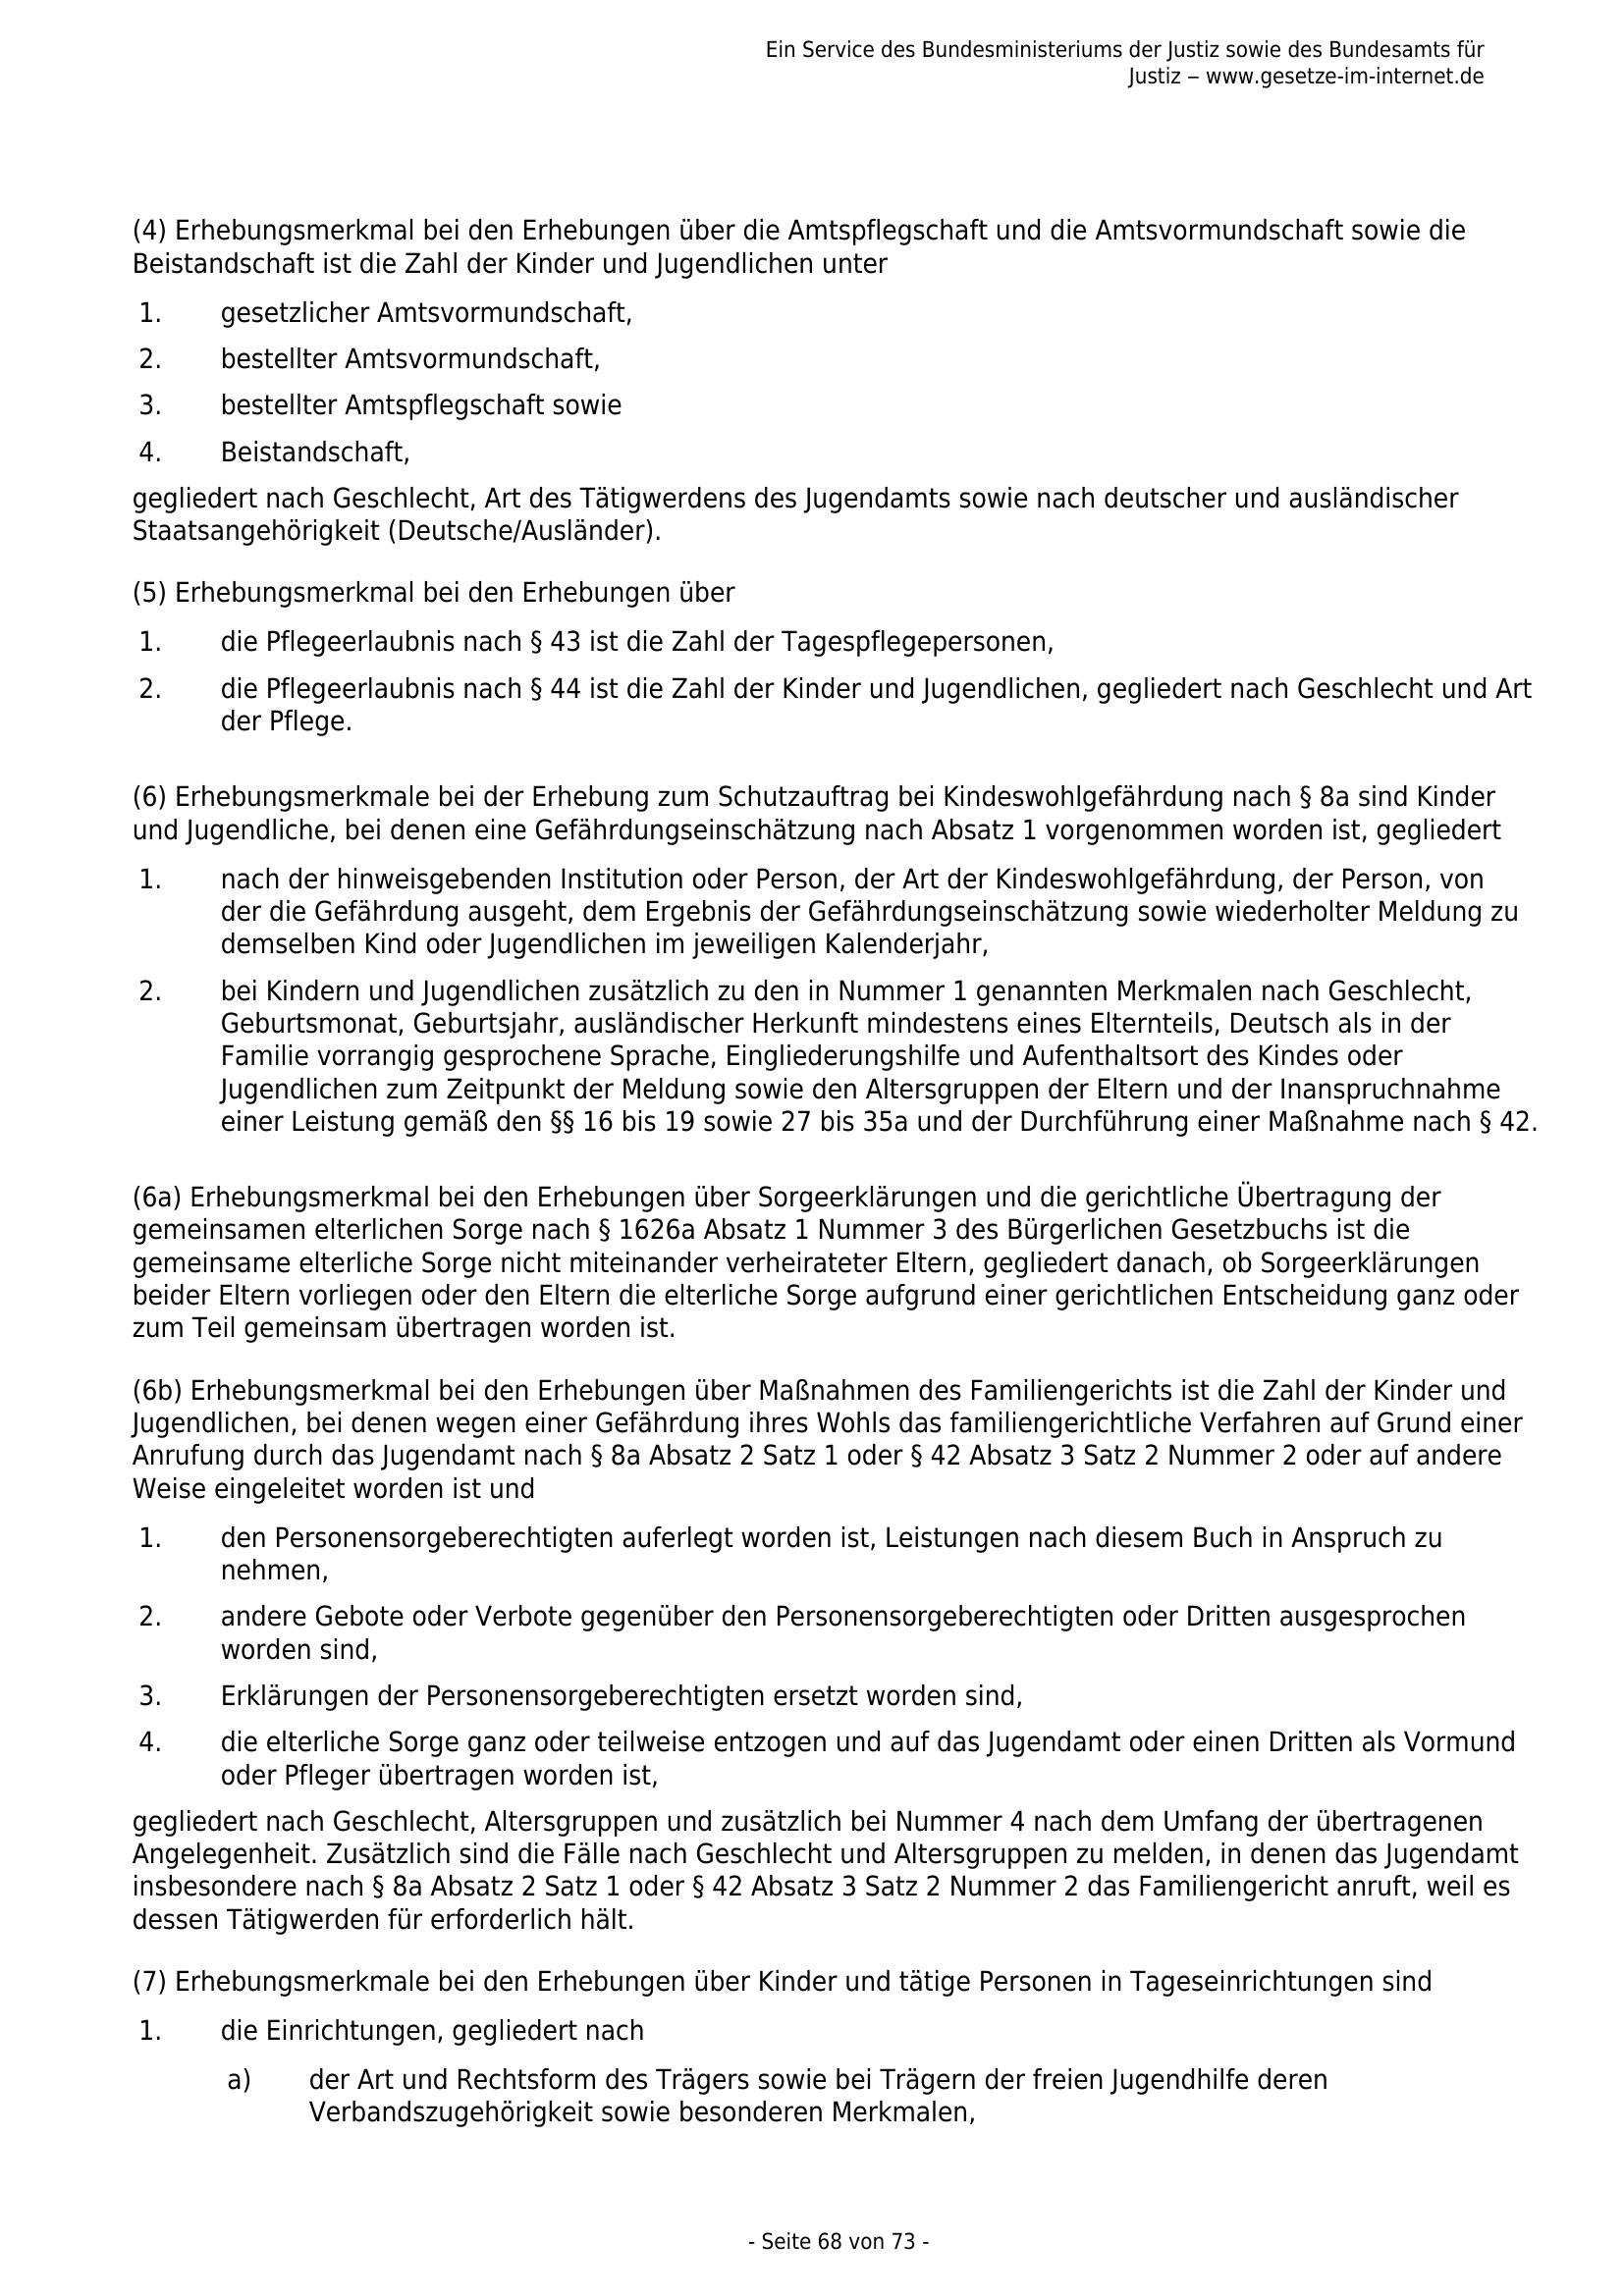 Ein Service des Bundesministeriums der Justiz sowie des Bundesamts für
Justiz ‒ www.gesetze-im-internet.de
(4) Erhebungsmerkmal bei den Erhebungen über die Amtspflegschaft und die Amtsvormundschaft sowie die
Beistandschaft ist die Zahl der Kinder und Jugendlichen unter
1. gesetzlicher Amtsvormundschaft,
2. bestellter Amtsvormundschaft,
3. bestellter Amtspflegschaft sowie
4. Beistandschaft,
gegliedert nach Geschlecht, Art des Tätigwerdens des Jugendamts sowie nach deutscher und ausländischer
Staatsangehörigkeit (Deutsche/Ausländer).
(5) Erhebungsmerkmal bei den Erhebungen über
1. die Pflegeerlaubnis nach § 43 ist die Zahl der Tagespflegepersonen,
2. die Pflegeerlaubnis nach § 44 ist die Zahl der Kinder und Jugendlichen, gegliedert nach Geschlecht und Art
der Pflege.
(6) Erhebungsmerkmale bei der Erhebung zum Schutzauftrag bei Kindeswohlgefährdung nach § 8a sind Kinder
und Jugendliche, bei denen eine Gefährdungseinschätzung nach Absatz 1 vorgenommen worden ist, gegliedert
1. nach der hinweisgebenden Institution oder Person, der Art der Kindeswohlgefährdung, der Person, von
der die Gefährdung ausgeht, dem Ergebnis der Gefährdungseinschätzung sowie wiederholter Meldung zu
demselben Kind oder Jugendlichen im jeweiligen Kalenderjahr,
2. bei Kindern und Jugendlichen zusätzlich zu den in Nummer 1 genannten Merkmalen nach Geschlecht,
Geburtsmonat, Geburtsjahr, ausländischer Herkunft mindestens eines Elternteils, Deutsch als in der
Familie vorrangig gesprochene Sprache, Eingliederungshilfe und Aufenthaltsort des Kindes oder
Jugendlichen zum Zeitpunkt der Meldung sowie den Altersgruppen der Eltern und der Inanspruchnahme
einer Leistung gemäß den §§ 16 bis 19 sowie 27 bis 35a und der Durchführung einer Maßnahme nach § 42.
(6a) Erhebungsmerkmal bei den Erhebungen über Sorgeerklärungen und die gerichtliche Übertragung der
gemeinsamen elterlichen Sorge nach § 1626a Absatz 1 Nummer 3 des Bürgerlichen Gesetzbuchs ist die
gemeinsame elterliche Sorge nicht miteinander verheirateter Eltern, gegliedert danach, ob Sorgeerklärungen
beider Eltern vorliegen oder den Eltern die elterliche Sorge aufgrund einer gerichtlichen Entscheidung ganz oder
zum Teil gemeinsam übertragen worden ist.
(6b) Erhebungsmerkmal bei den Erhebungen über Maßnahmen des Familiengerichts ist die Zahl der Kinder und
Jugendlichen, bei denen wegen einer Gefährdung ihres Wohls das familiengerichtliche Verfahren auf Grund einer
Anrufung durch das Jugendamt nach § 8a Absatz 2 Satz 1 oder § 42 Absatz 3 Satz 2 Nummer 2 oder auf andere
Weise eingeleitet worden ist und
1. den Personensorgeberechtigten auferlegt worden ist, Leistungen nach diesem Buch in Anspruch zu
nehmen,
2. andere Gebote oder Verbote gegenüber den Personensorgeberechtigten oder Dritten ausgesprochen
worden sind,
3. Erklärungen der Personensorgeberechtigten ersetzt worden sind,
4. die elterliche Sorge ganz oder teilweise entzogen und auf das Jugendamt oder einen Dritten als Vormund
oder Pfleger übertragen worden ist,
gegliedert nach Geschlecht, Altersgruppen und zusätzlich bei Nummer 4 nach dem Umfang der übertragenen
Angelegenheit. Zusätzlich sind die Fälle nach Geschlecht und Altersgruppen zu melden, in denen das Jugendamt
insbesondere nach § 8a Absatz 2 Satz 1 oder § 42 Absatz 3 Satz 2 Nummer 2 das Familiengericht anruft, weil es
dessen Tätigwerden für erforderlich hält.
(7) Erhebungsmerkmale bei den Erhebungen über Kinder und tätige Personen in Tageseinrichtungen sind
1. die Einrichtungen, gegliedert nach
a) der Art und Rechtsform des Trägers sowie bei Trägern der freien Jugendhilfe deren
Verbandszugehörigkeit sowie besonderen Merkmalen,
- Seite 68 von 73 -